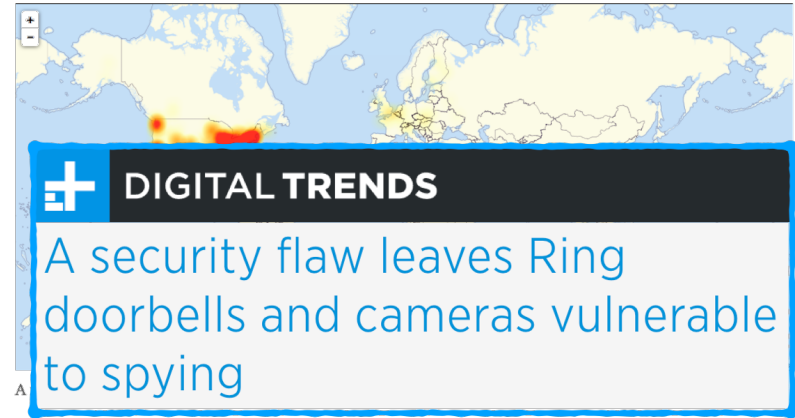 +
−
DIGITAL TRENDS
A security flaw leaves Ring
doorbells and cameras vulnerable
to spying
A